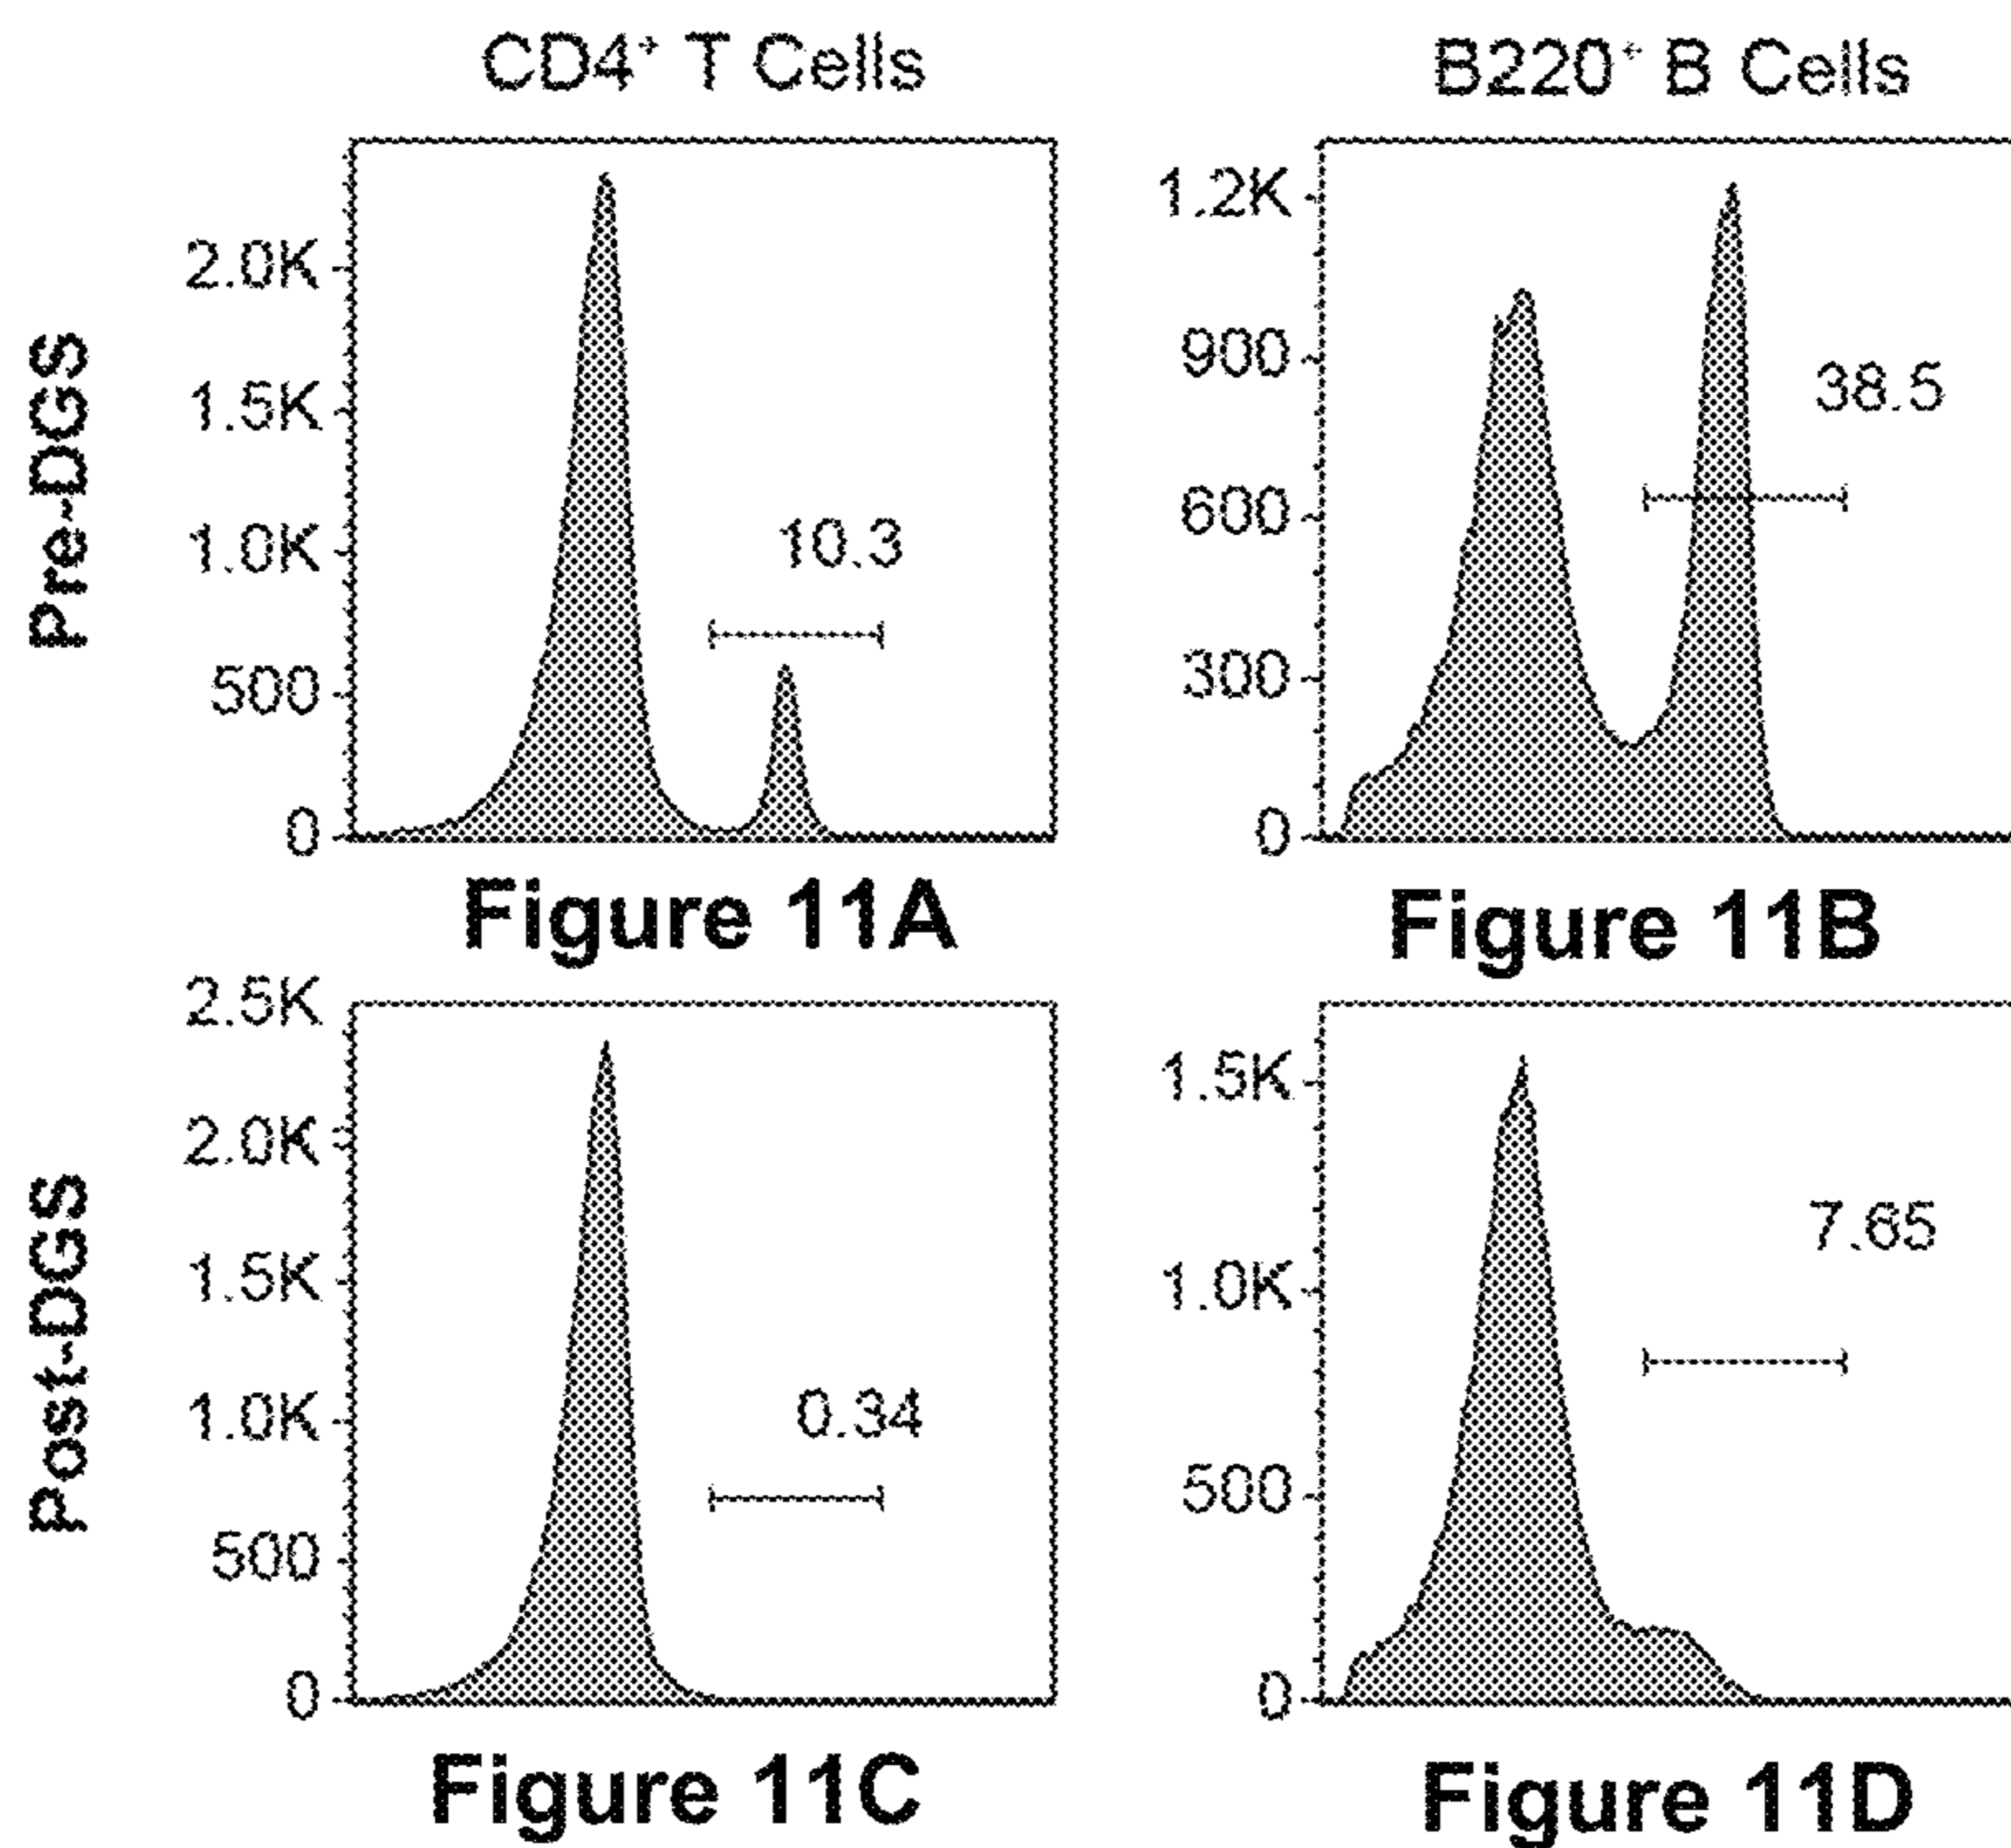 CD4+ T Cells
B220+ B Cells
Pre-DGS
2.0K
1.5K
1.0K
500
0
10.3
1.2K
900
600
300
0
38.5
Figure 11A
Figure 11B
Post-DGS
2.5K
2.0K
1.5K
1.0K
500
0
0.34
1.5K
1.0K
500
0
7.65
Figure 11C
Figure 11D